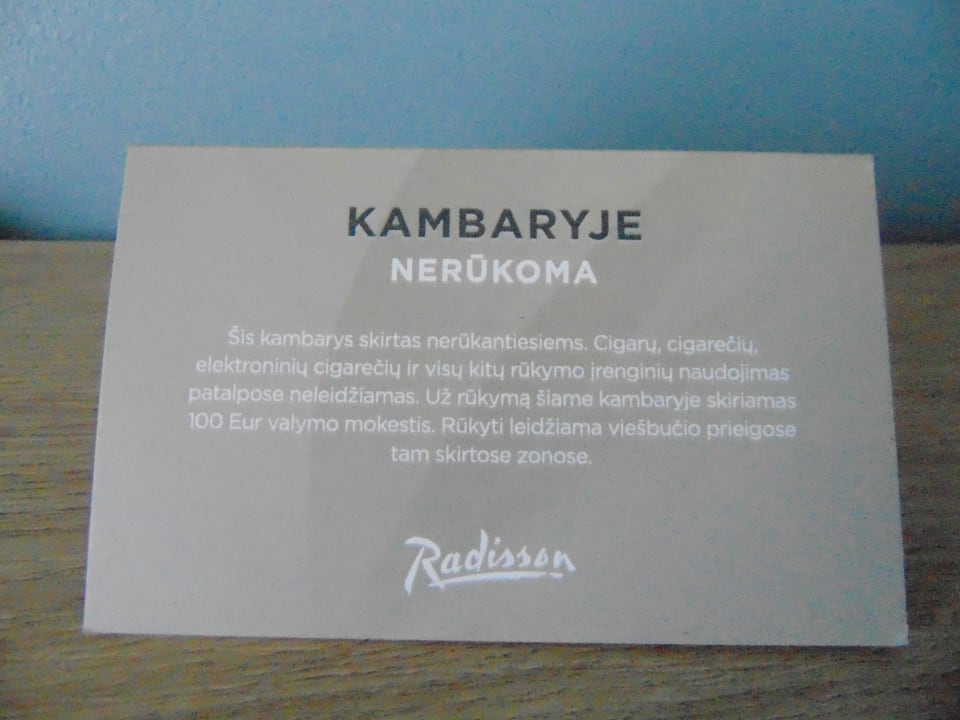 KAMBARYJE
NERŪKOMA
Šis kambarys skirtas nerūkantiesiems. Cigarų, cigarečių,
elektroninių cigarečių ir visų kitų rūkymo įrenginių naudojimas
patalpose neleidžiamas. Už rūkymą šiame kambaryje skiriamas
100 Eur valymo mokestis. Rūkyti leidžiama viešbučio prieigose
tam skirtose zonose.
Radisson